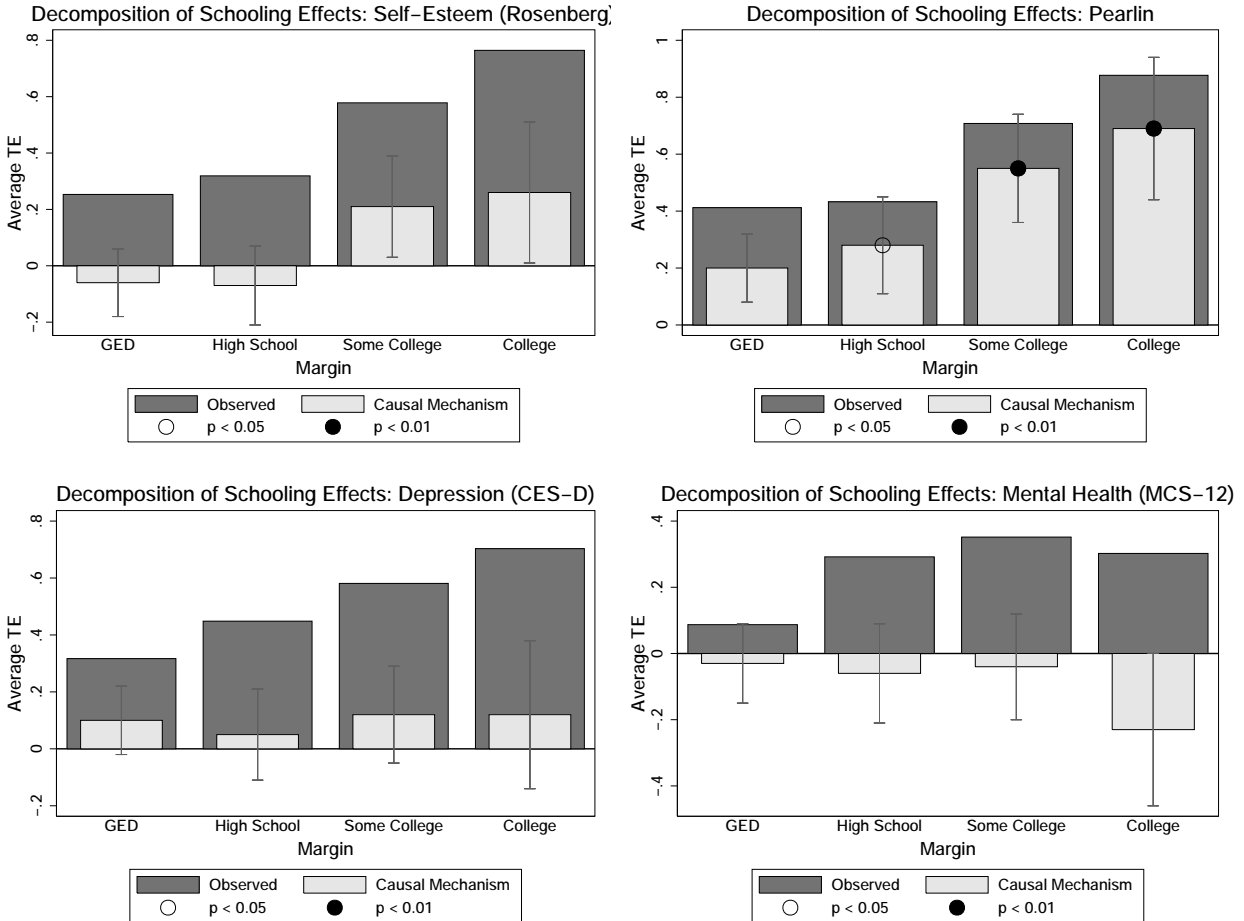 Decomposition of Schooling Effects: Self-Esteem (Rosenberg)
Average TE
.8
.6
.4
.2
0
-.2
GED High School Some College College
Margin
Observed Causal Mechanism
p < 0.05 p < 0.01
Decomposition of Schooling Effects: Pearlin
Average TE
1
.8
.6
.4
.2
0
GED High School Some College College
Margin
Observed Causal Mechanism
p < 0.05 p < 0.01
Decomposition of Schooling Effects: Depression (CES-D)
Average TE
.8
.6
.4
.2
0
-.2
GED High School Some College College
Margin
Observed Causal Mechanism
p < 0.05 p < 0.01
Decomposition of Schooling Effects: Mental Health (MCS-12)
Average TE
.4
.2
0
-.2
-.4
GED High School Some College College
Margin
Observed Causal Mechanism
p < 0.05 p < 0.01